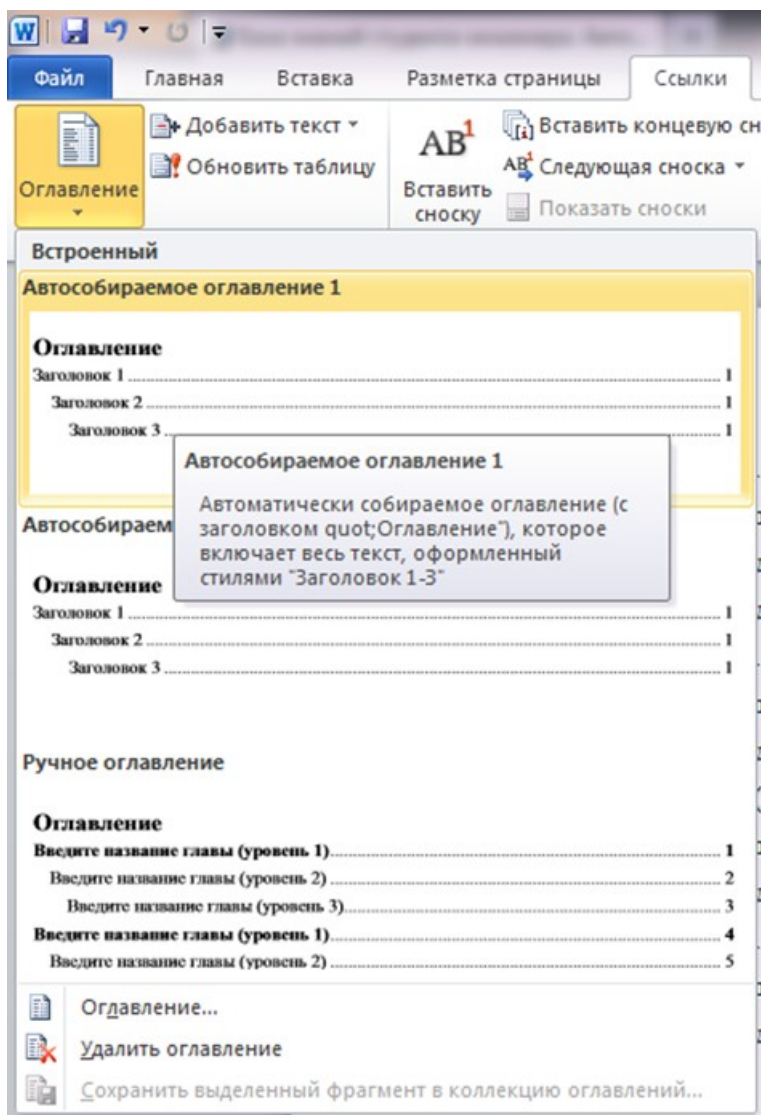 W
Файл Главная Вставка Разметка страницы Ссылки
Добавить текст
Обновить таблицу
Оглавление
AB1
Вставить сноску
Вставить концевую сн
AB1 Следующая сноска
Показать сноски
Встроенный
Автособираемое оглавление 1
Оглавление
Заголовок 1 1
Заголовок 2 1
Заголовок 3 1
Автособираемое оглавление 1
Автоматически собираемое оглавление (с
заголовком quot;Оглавление"), которое
включает весь текст, оформленный
стилями "Заголовок 1-3"
Автособираем
Оглавление
Заголовок 1 1
Заголовок 2 1
Заголовок 3 1
Ручное оглавление
Оглавление
Введите название главы (уровень 1) 1
Введите название главы (уровень 2) 2
Введите название главы (уровень 3) 3
Введите название главы (уровень 1) 4
Введите название главы (уровень 2) 5
Оглавление...
Удалить оглавление
Сохранить выделенный фрагмент в коллекцию оглавлений...